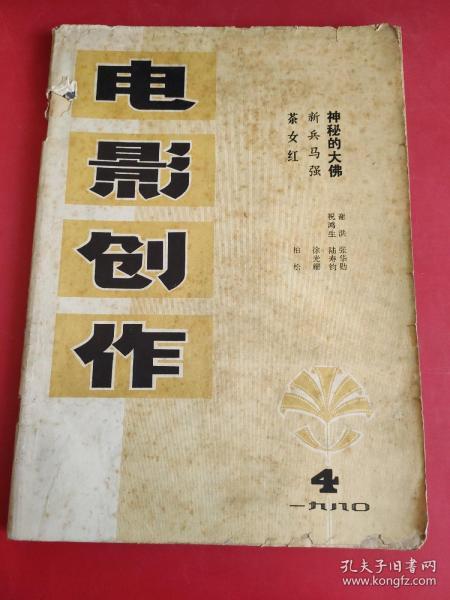 电影创作
神秘的大佛
新兵马强
茶女红
谢洪 张华勋
祝鸿生 陆寿钧
徐光耀
柏松
4
一九八〇
孔夫子旧书网
www.kongfz.com